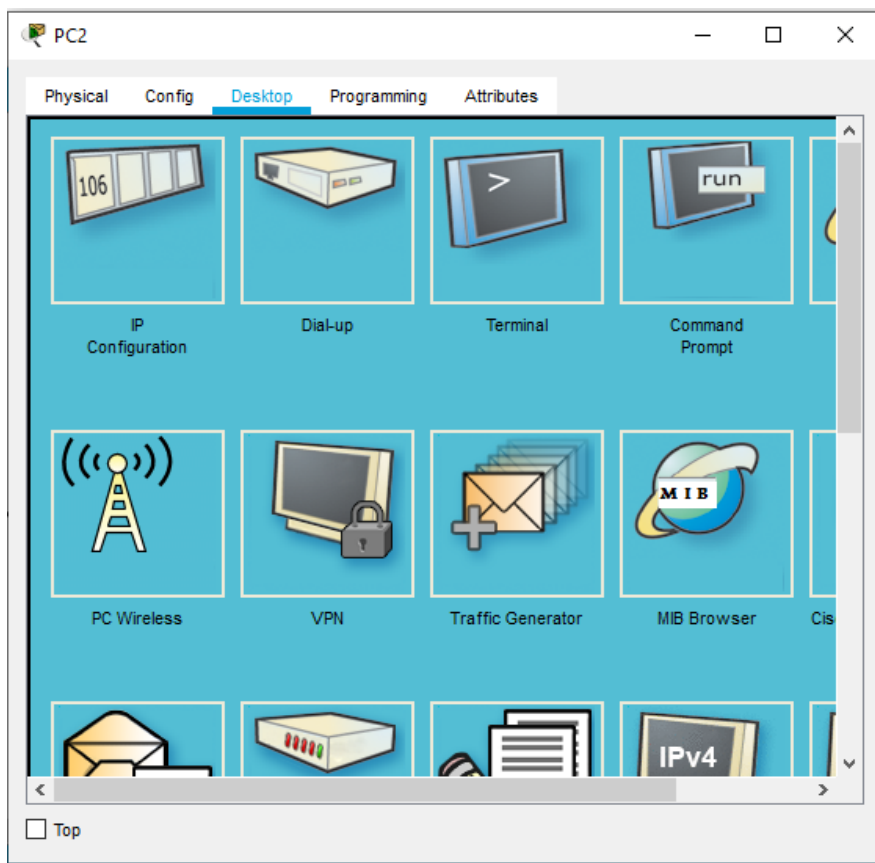 PC2
Physical Config Desktop Programming Attributes
106
>
run
IP
Configuration
Dial-up
Terminal
Command
Prompt
MIB
PC Wireless
VPN
Traffic Generator
MIB Browser
Cis
IPv4
Top